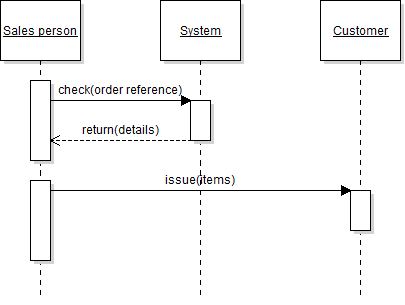 Sales person
System
Customer
check(order reference)
return(details)
issue(items)